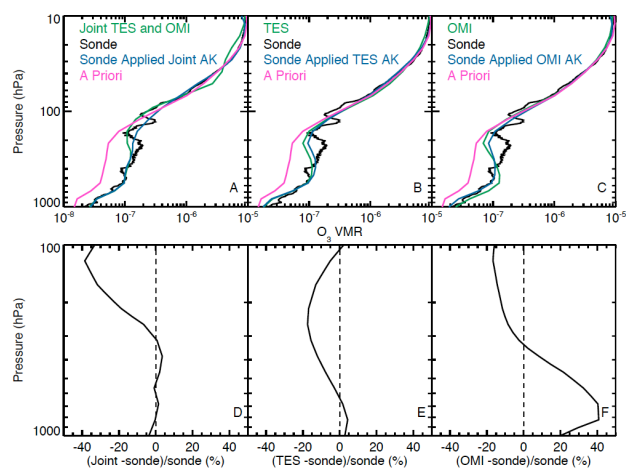 10
100
1000
Pressure (hPa)
Joint TES and OMI
Sonde
Sonde Applied Joint AK
A Priori
A
TES
Sonde
Sonde Applied TES AK
A Priori
B
OMI
Sonde
Sonde Applied OMI AK
A Priori
C
10⁻⁸ 10⁻⁷ 10⁻⁶ 10⁻⁵ 10⁻⁷ 10⁻⁶ 10⁻⁵ 10⁻⁷ 10⁻⁶ 10⁻⁵
O₃ VMR
100
1000
Pressure (hPa)
D
E
F
-40 -20 0 20 40 -40 -20 0 20 40 -40 -20 0 20 40
(Joint -sonde)/sonde (%) (TES -sonde)/sonde (%) (OMI -sonde)/sonde (%)